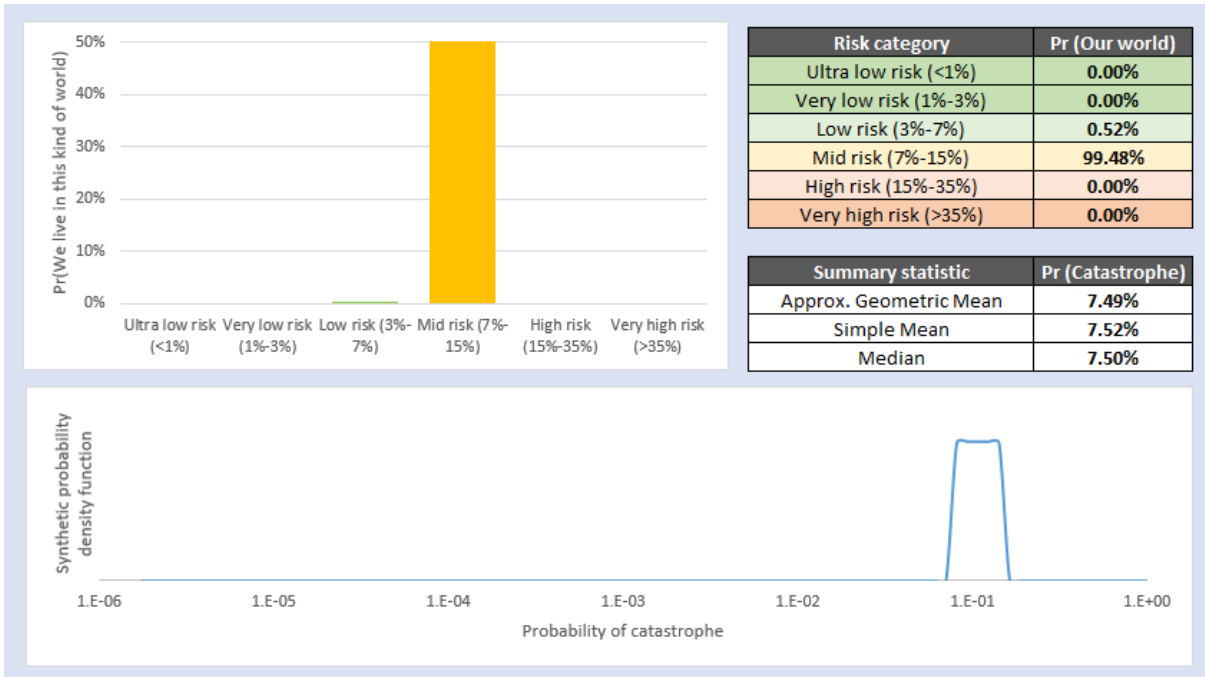 Pr(We live in this kind of world)
50%
40%
30%
20%
10%
0%
Ultra low risk (<1%)
Very low risk (1%-3%)
Low risk (3%-7%)
Mid risk (7%-15%)
High risk (15%-35%)
Very high risk (>35%)
Risk category Pr (Our world)
Ultra low risk (<1%) 0.00%
Very low risk (1%-3%) 0.00%
Low risk (3%-7%) 0.52%
Mid risk (7%-15%) 99.48%
High risk (15%-35%) 0.00%
Very high risk (>35%) 0.00%
Summary statistic Pr (Catastrophe)
Approx. Geometric Mean 7.49%
Simple Mean 7.52%
Median 7.50%
Synthetic probability
density function
1.E-06 1.E-05 1.E-04 1.E-03 1.E-02 1.E-01 1.E+00
Probability of catastrophe